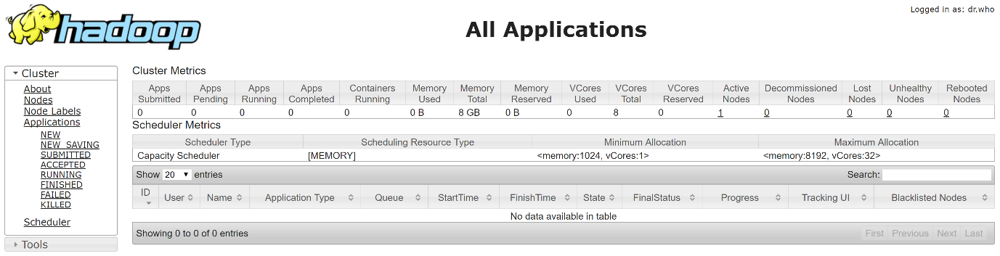 Logged in as: dr.who
hadoop
All Applications
Cluster
About
Nodes
Node Labels
Applications
NEW
NEW_SAVING
SUBMITTED
ACCEPTED
RUNNING
FINISHED
FAILED
KILLED
Scheduler
Tools
Cluster Metrics
Apps Submitted Apps Pending Apps Running Apps Completed Containers Running Memory Used Memory Total Memory Reserved VCores Used VCores Total VCores Reserved Active Nodes Decommissioned Nodes Lost Nodes Unhealthy Nodes Rebooted Nodes
0 0 0 0 0 0 B 8 GB 0 B 0 8 0 1 0 0 0 0
Scheduler Metrics
Scheduler Type Scheduling Resource Type Minimum Allocation Maximum Allocation
Capacity Scheduler [MEMORY] <memory:1024, vCores:1> <memory:8192, vCores:32>
Show 20 entries Search:
ID User Name Application Type Queue StartTime FinishTime State FinalStatus Progress Tracking UI Blacklisted Nodes
No data available in table
Showing 0 to 0 of 0 entries First Previous Next Last